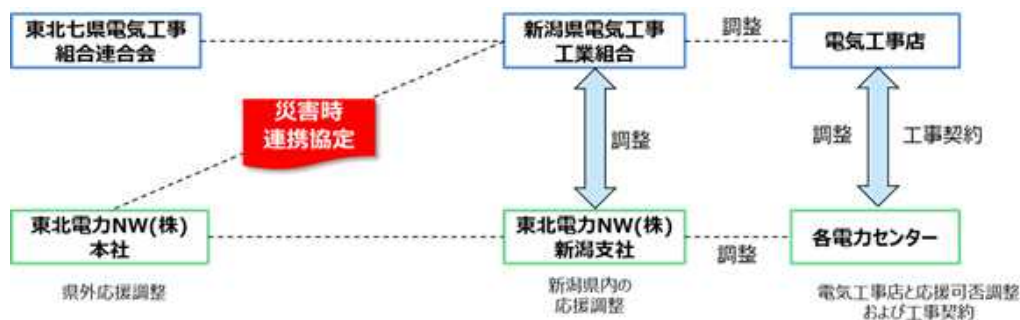 東北七県電気工事
組合連合会
新潟県電気工事
工業組合
調整
電気工事店
災害時
連携協定
調整
調整
工事契約
東北電力NW(株)
本社
東北電力NW(株)
新潟支社
調整
各電力センター
県外応援調整
新潟県内の
応援調整
電気工事店と応援可否調整
および工事契約